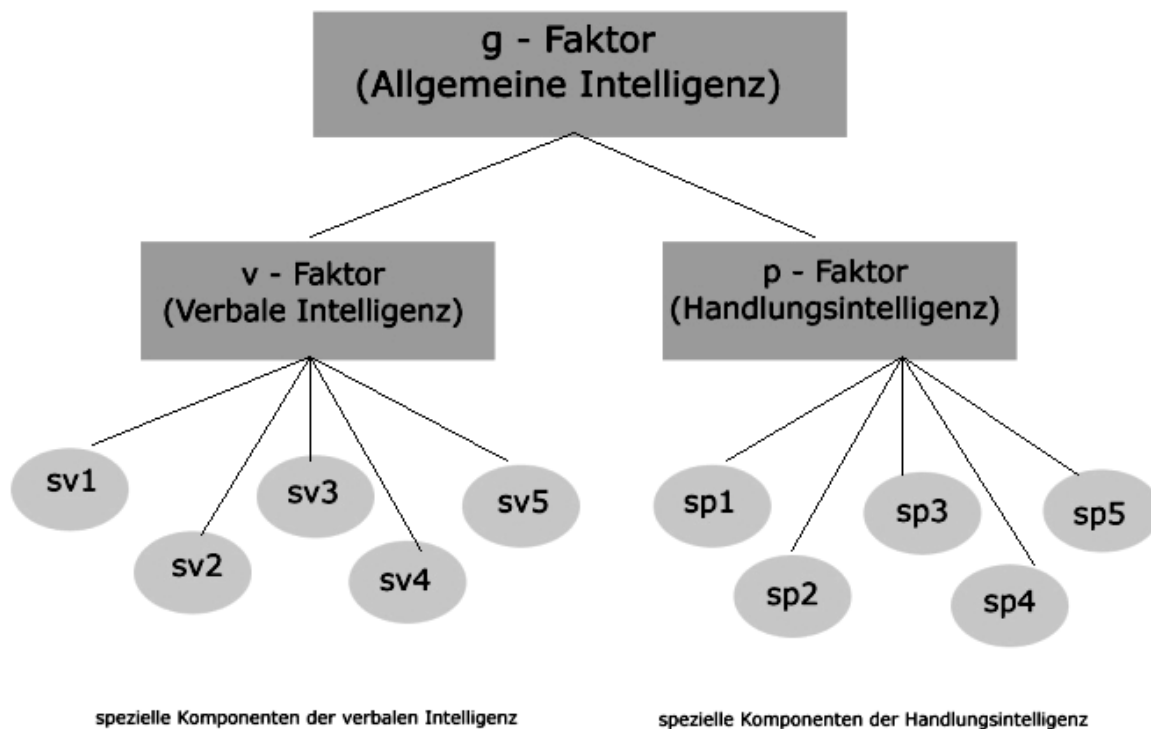 g - Faktor
(Allgemeine Intelligenz)
v - Faktor
(Verbale Intelligenz)
p - Faktor
(Handlungsintelligenz)
sv1
sv2
sv3
sv4
sv5
sp1
sp2
sp3
sp4
sp5
spezielle Komponenten der verbalen Intelligenz
spezielle Komponenten der Handlungsintelligenz